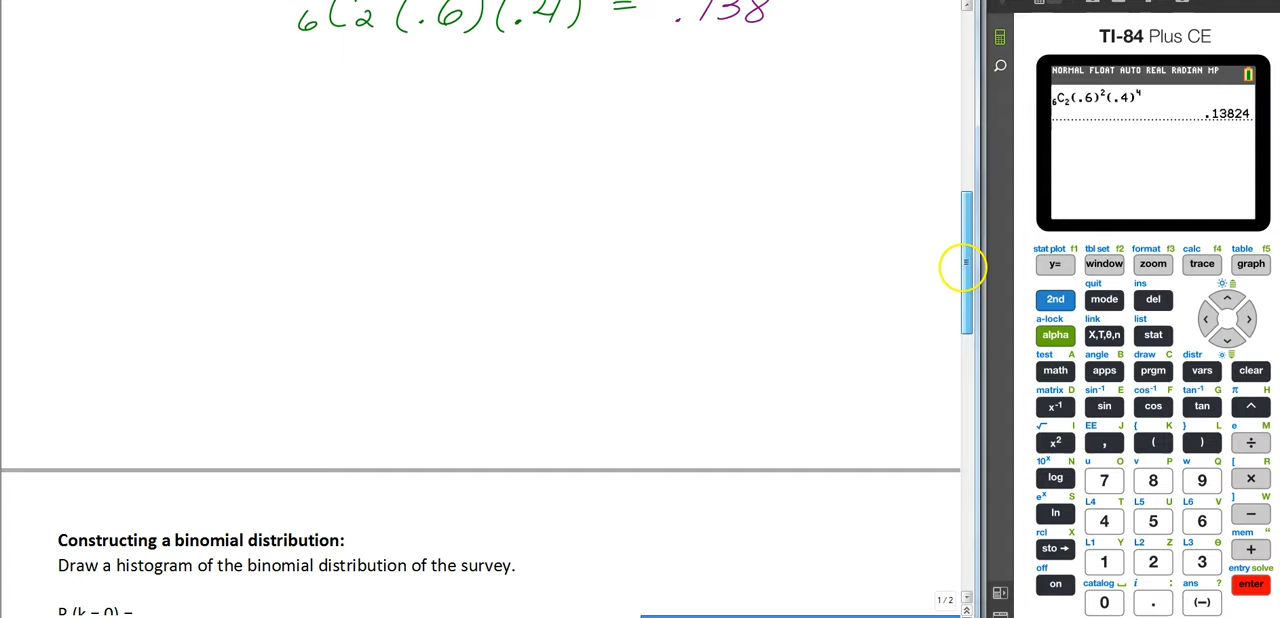 ₆C₂ (.6) (.4) = .138
Constructing a binomial distribution:
Draw a histogram of the binomial distribution of the survey.
P (k = 0) =
1 / 2
TI-84 Plus CE
NORMAL FLOAT AUTO REAL RADIAN MP
₆C₂(.6)²(.4)⁴
.13824
stat plot f1 tbl set f2 format f3 calc f4 table f5
y= window zoom trace graph
quit ins
2nd mode del
a-lock link list
alpha X,T,θ,n stat
test A angle B draw C distr
math apps prgm vars clear
matrix D sin⁻¹ E cos⁻¹ F tan⁻¹ G π H
x⁻¹ sin cos tan ^
√ I EE J { K } L e M
x² , ( ) ÷
10ˣ N u O v P w Q [ R
log 7 8 9 ×
eˣ S L4 T L5 U L6 V ] W
ln 4 5 6 −
rcl X L1 Y L2 Z L3 θ mem "
sto → 1 2 3 +
off catalog i : ans ? entry solve
on 0 . (−) enter